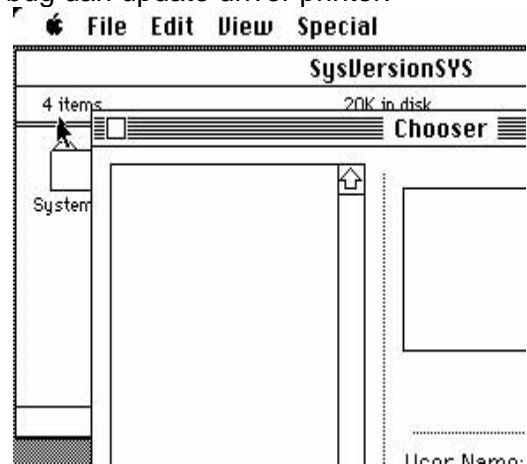 bug dan update driver printer.
File Edit View Special
SysVersionSYS
4 items 20K in disk
Chooser
System
User Name: